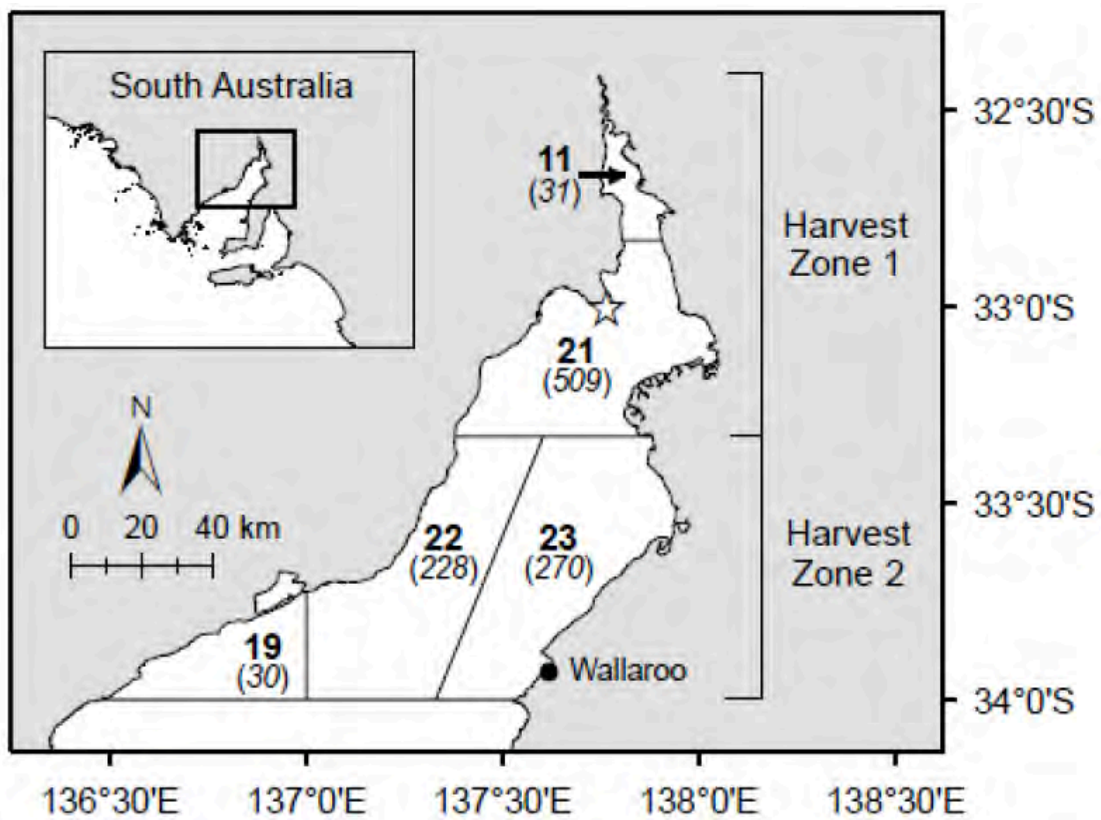 South Australia
32°30'S
11
(31)
Harvest
Zone 1
33°0'S
21
(509)
N
0 20 40 km
33°30'S
22
(228)
23
(270)
Harvest
Zone 2
19
(30)
Wallaroo
34°0'S
136°30'E 137°0'E 137°30'E 138°0'E 138°30'E